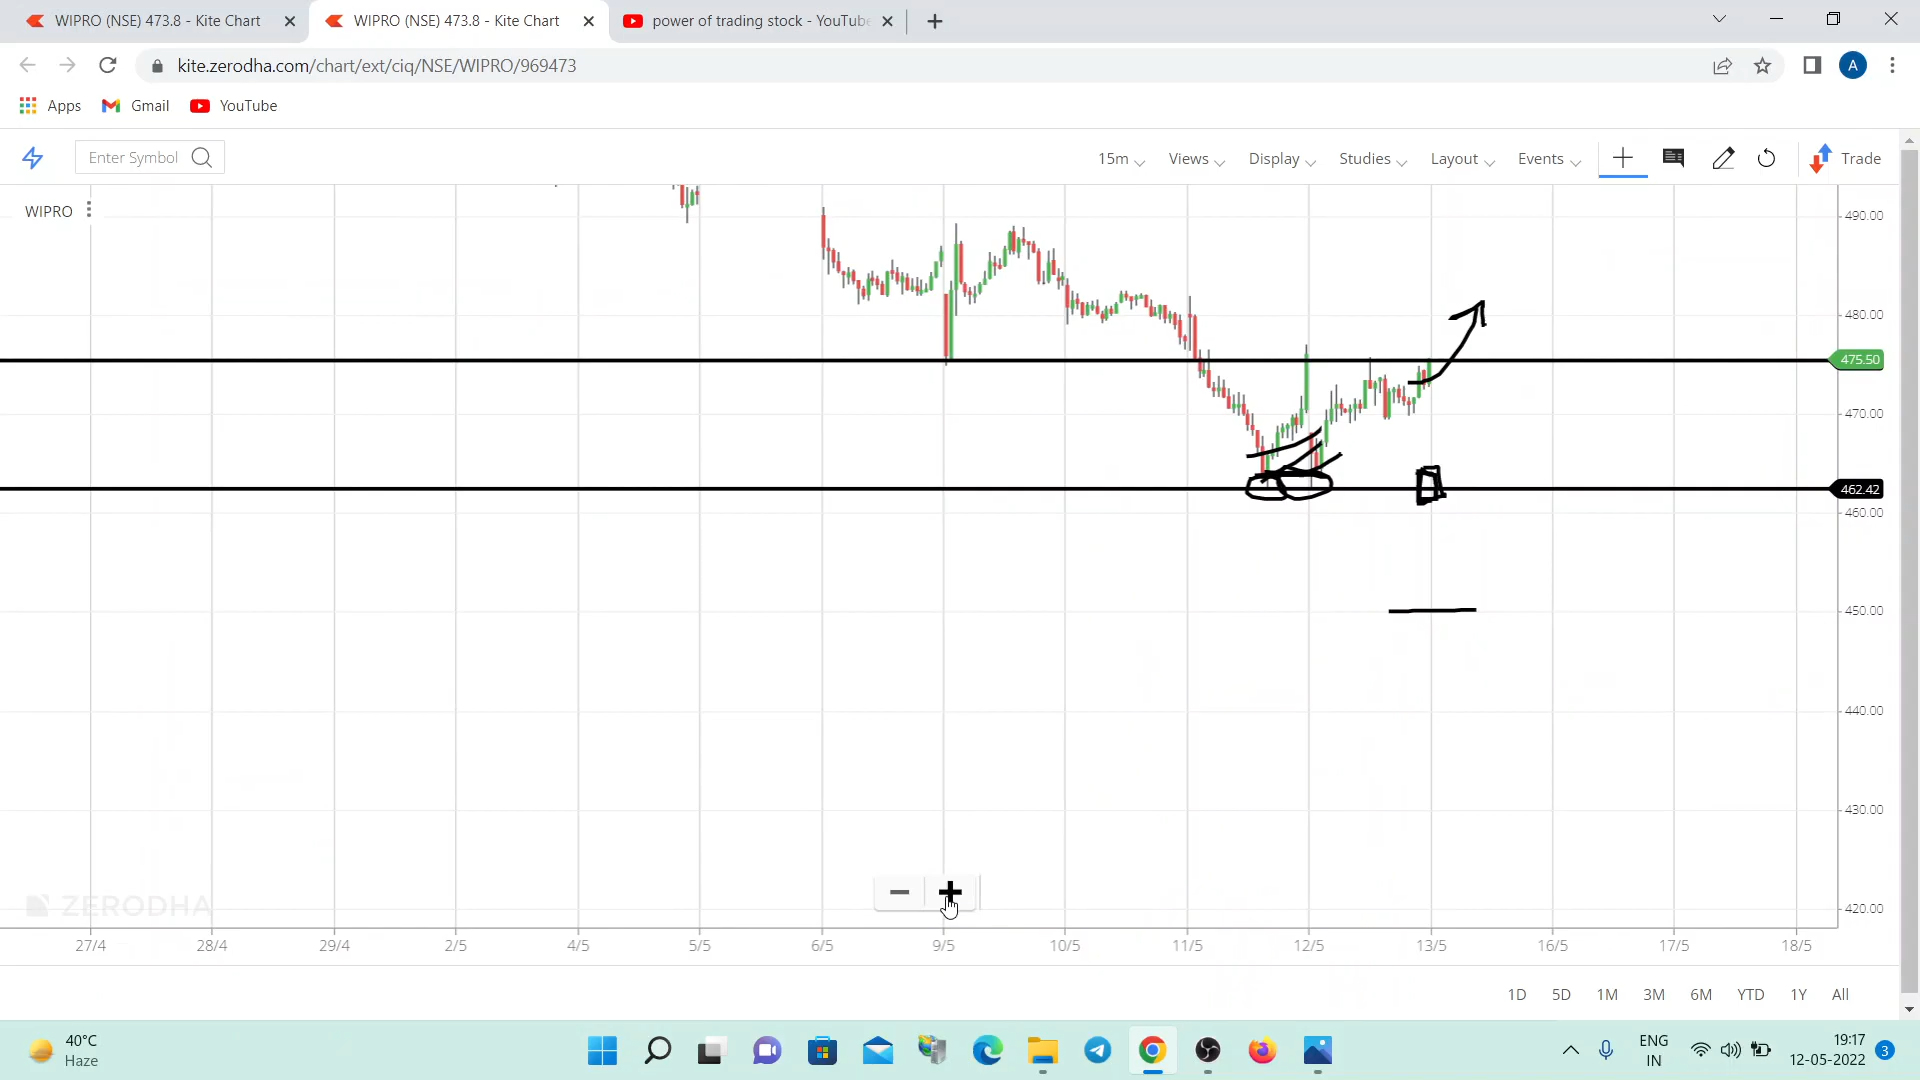 WIPRO (NSE) 473.8 - Kite Chart
WIPRO (NSE) 473.8 - Kite Chart
power of trading stock - YouTube
kite.zerodha.com/chart/ext/ciq/NSE/WIPRO/969473
A
Apps
Gmail
YouTube
Enter Symbol
15m
Views
Display
Studies
Layout
Events
Trade
WIPRO
490.00
480.00
475.50
470.00
462.42
460.00
450.00
440.00
430.00
420.00
ZERODHA
27/4 28/4 29/4 2/5 4/5 5/5 6/5 9/5 10/5 11/5 12/5 13/5 16/5 17/5 18/5
1D 5D 1M 3M 6M YTD 1Y All
40°C
Haze
ENG
IN
19:17
12-05-2022
3